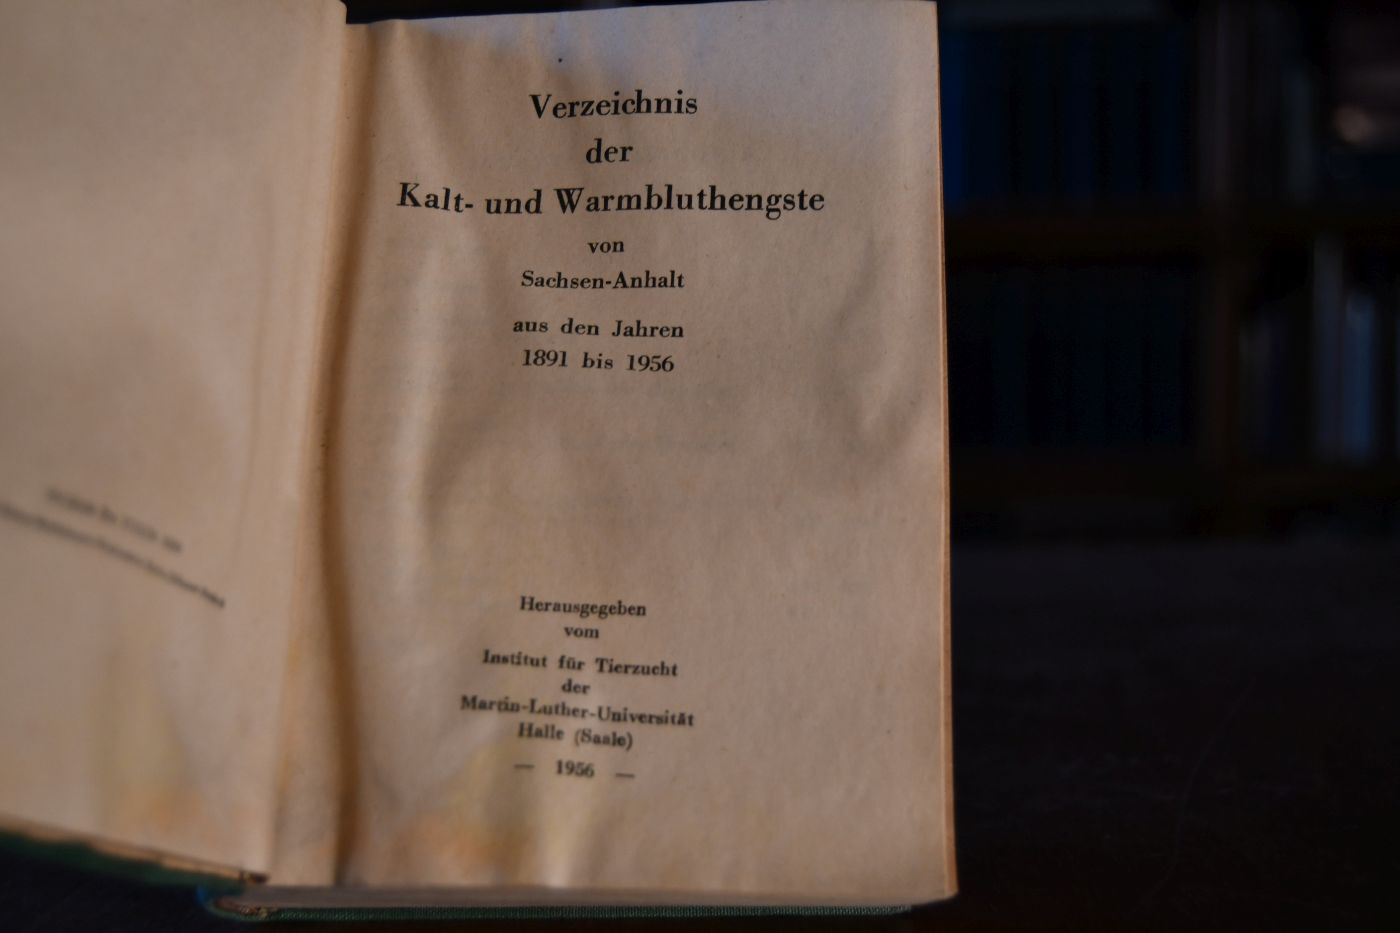 Verzeichnis
der
Kalt- und Warmbluthengste
von
Sachsen-Anhalt
aus den Jahren
1891 bis 1956
Herausgegeben
vom
Institut für Tierzucht
der
Martin-Luther-Universität
Halle (Saale)
— 1956 —